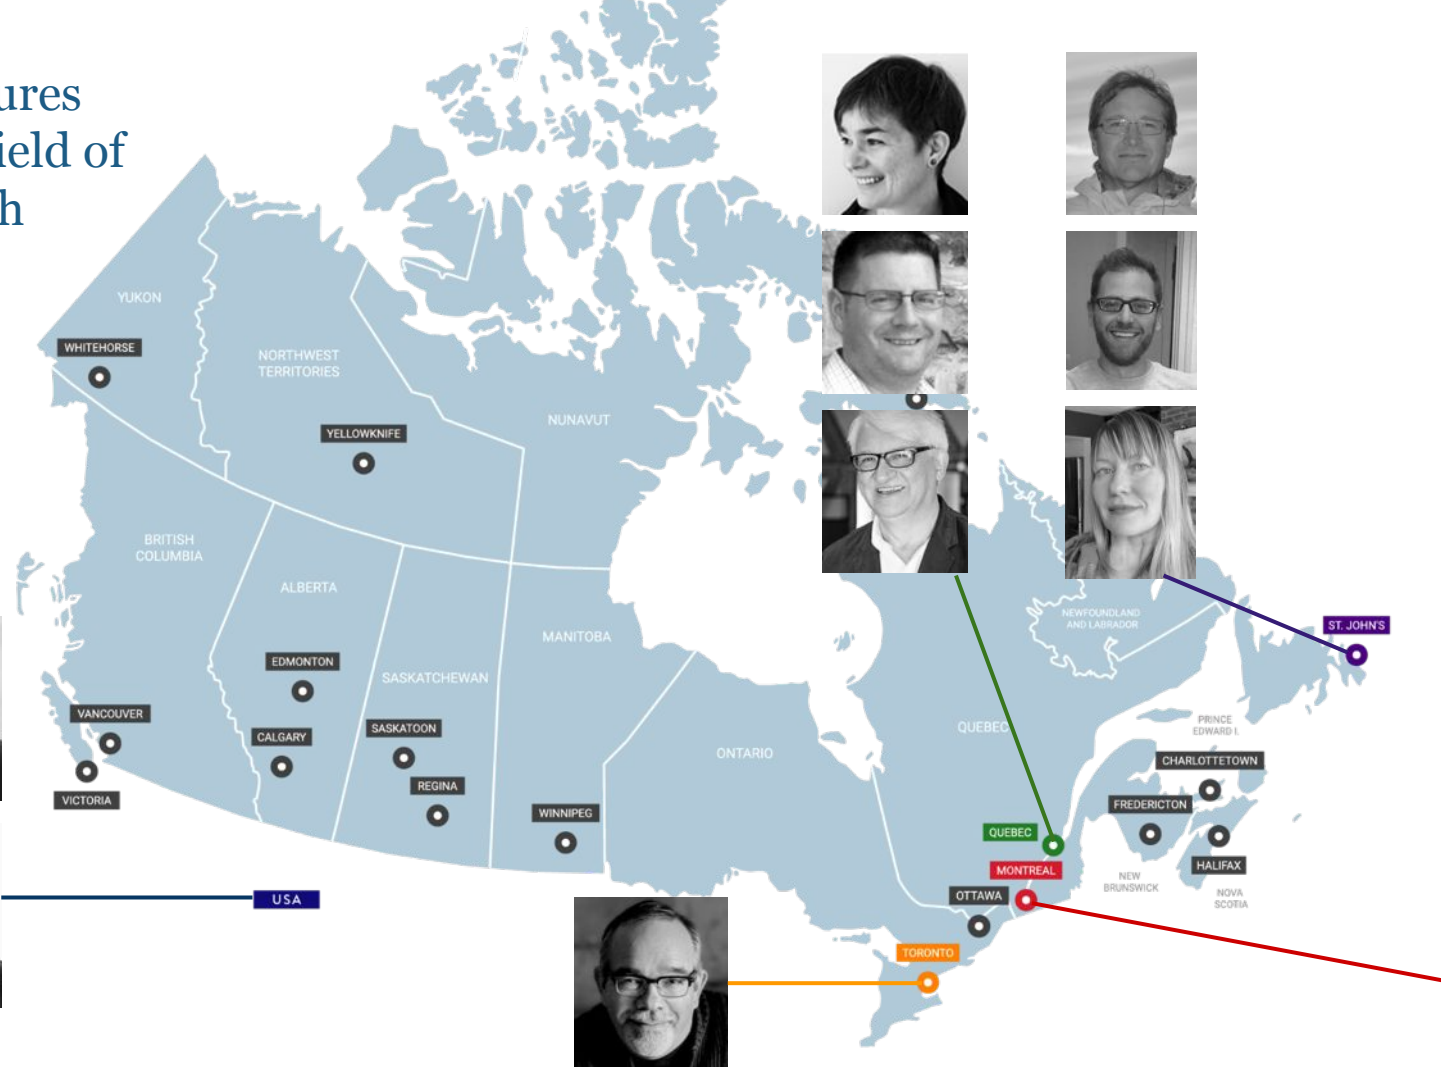 ures
ield of
h
YUKON
WHITEHORSE
NORTHWEST
TERRITORIES
NUNAVUT
YELLOWKNIFE
BRITISH
COLUMBIA
ALBERTA
NEWFOUNDLAND
AND LABRADOR
ST. JOHN'S
MANITOBA
EDMONTON
SASKATCHEWAN
VANCOUVER
PRINCE
EDWARD I.
QUEBEC
SASKATOON
CALGARY
ONTARIO
CHARLOTTETOWN
REGINA
VICTORIA
FREDERICTON
WINNIPEG
QUEBEC
HALIFAX
MONTREAL
NEW
BRUNSWICK
OTTAWA
NOVA
SCOTIA
USA
TORONTO